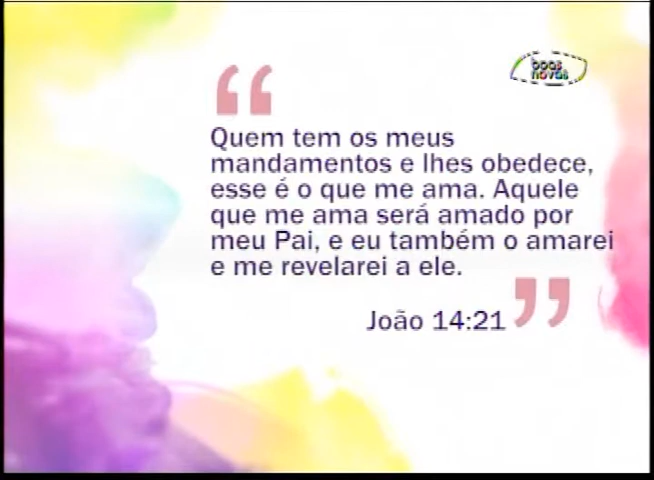 boas
novas
“
Quem tem os meus
mandamentos e lhes obedece,
esse é o que me ama. Aquele
que me ama será amado por
meu Pai, e eu também o amarei
e me revelarei a ele.
João 14:21 ”